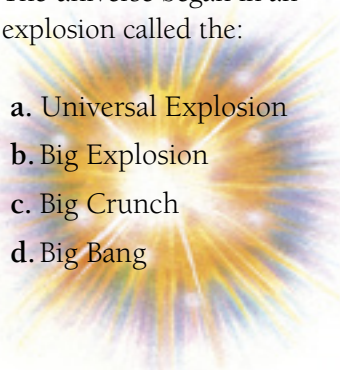 The universe began in an
explosion called the:
a. Universal Explosion
b. Big Explosion
c. Big Crunch
d. Big Bang